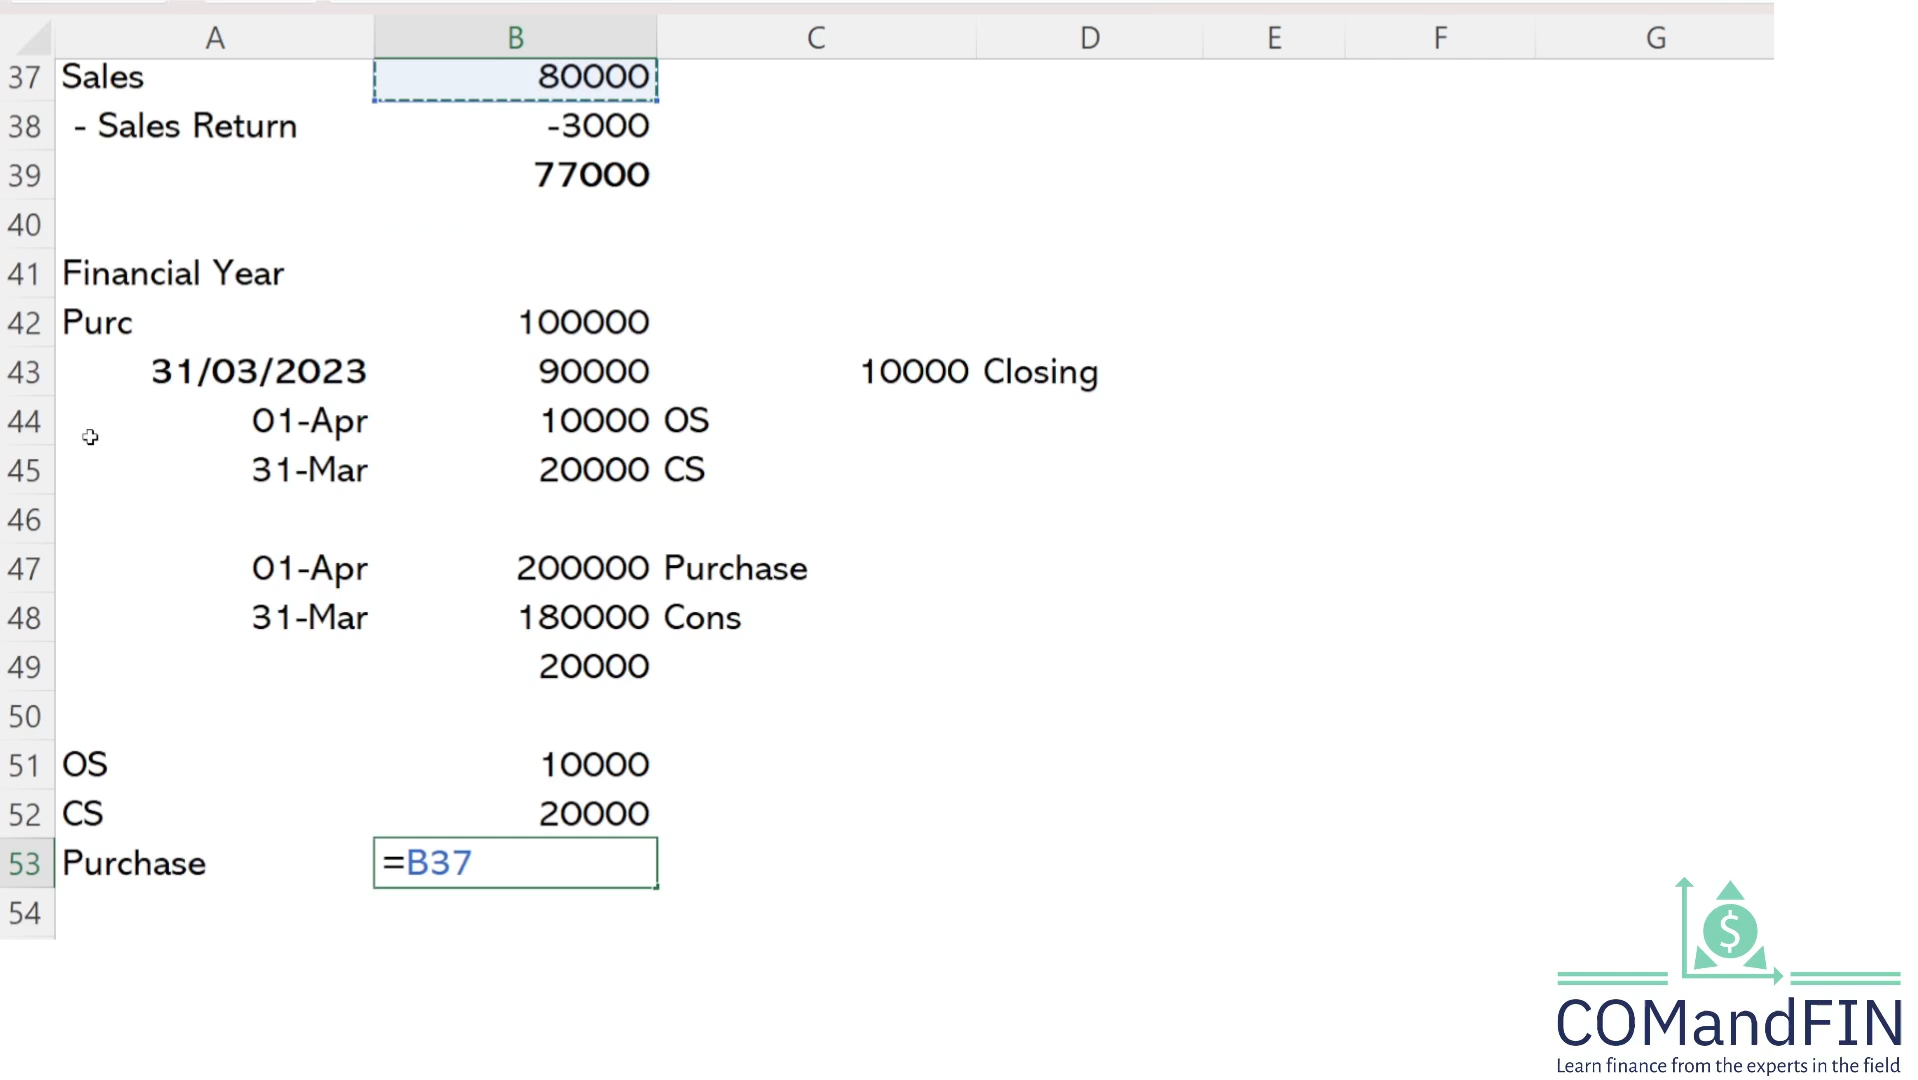 A B C D E F G
37 Sales 80000
38 - Sales Return -3000
39 77000
40
41 Financial Year
42 Purc 100000
43 31/03/2023 90000 10000 Closing
44 01-Apr 10000 OS
45 31-Mar 20000 CS
46
47 01-Apr 200000 Purchase
48 31-Mar 180000 Cons
49 20000
50
51 OS 10000
52 CS 20000
53 Purchase =B37
54
$
COMandFIN
Learn finance from the experts in the field